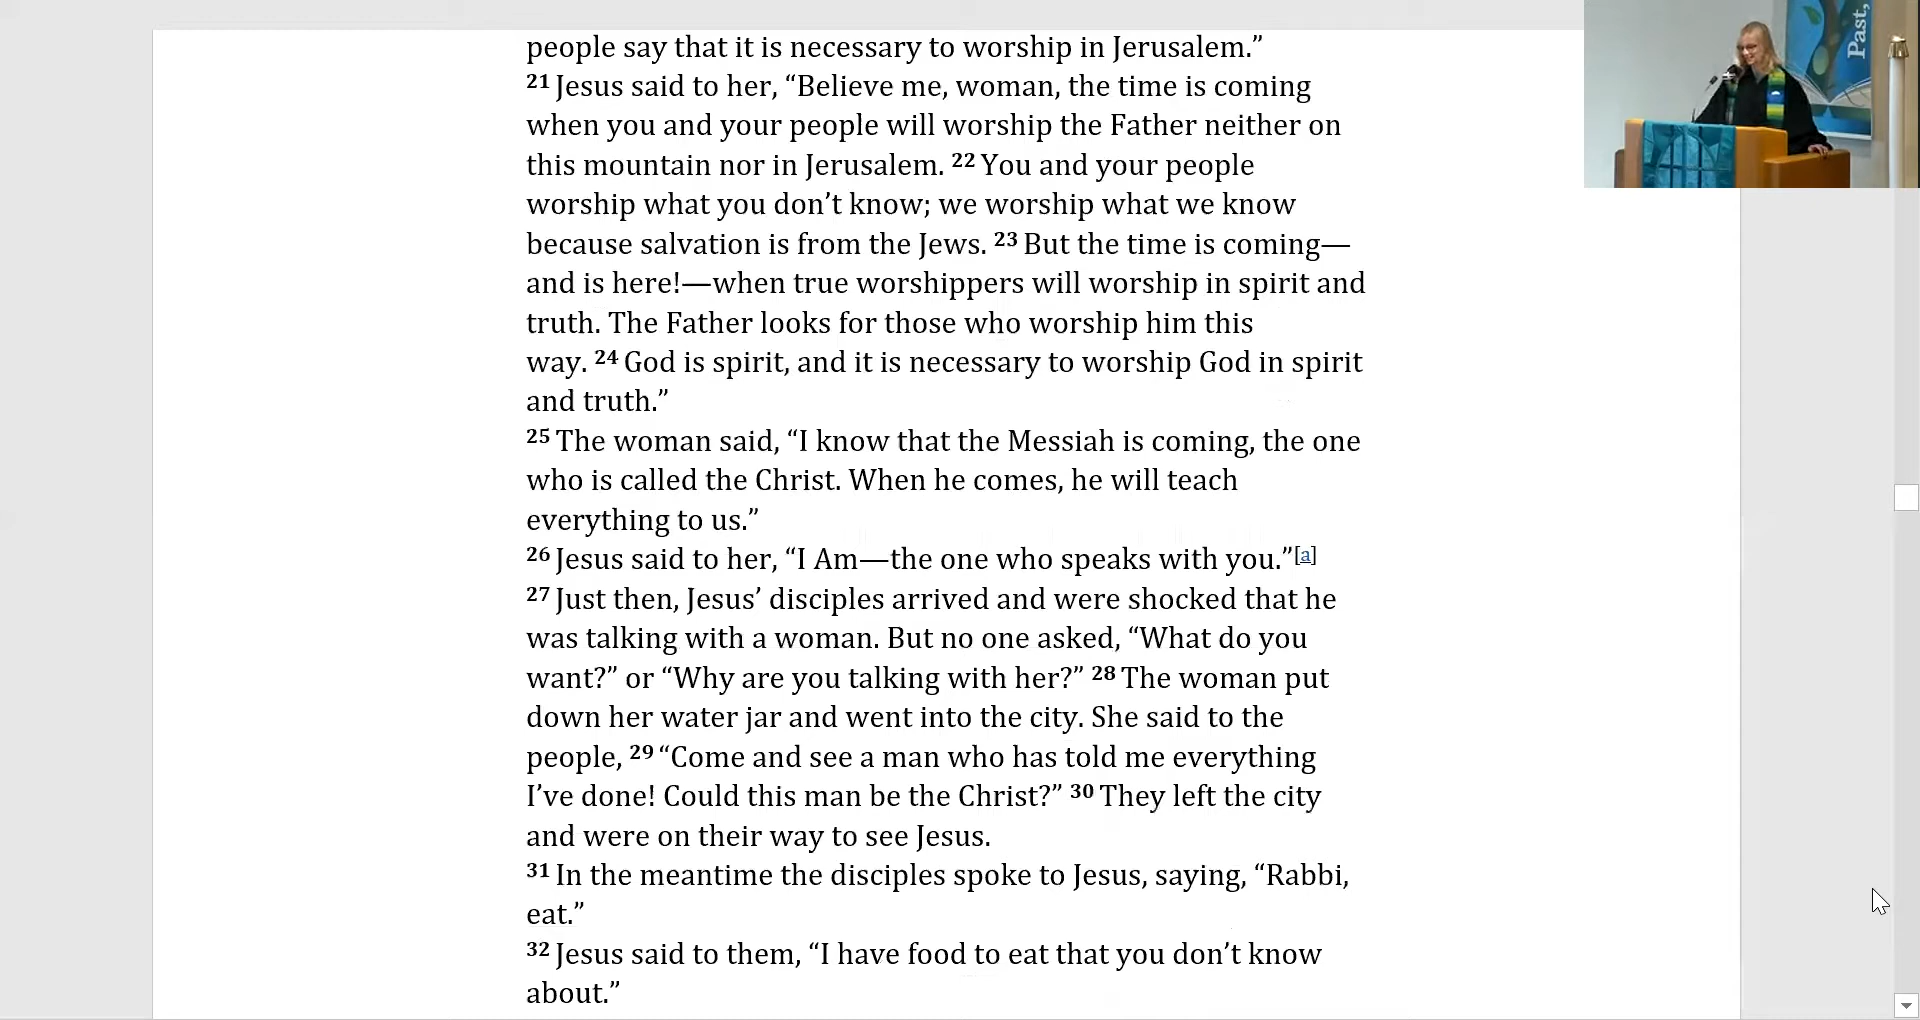 Past,
people say that it is necessary to worship in Jerusalem.”
21 Jesus said to her, “Believe me, woman, the time is coming
when you and your people will worship the Father neither on
this mountain nor in Jerusalem. 22 You and your people
worship what you don’t know; we worship what we know
because salvation is from the Jews. 23 But the time is coming—
and is here!—when true worshippers will worship in spirit and
truth. The Father looks for those who worship him this
way. 24 God is spirit, and it is necessary to worship God in spirit
and truth.”
25 The woman said, “I know that the Messiah is coming, the one
who is called the Christ. When he comes, he will teach
everything to us.”
26 Jesus said to her, “I Am—the one who speaks with you.”[a]
27 Just then, Jesus’ disciples arrived and were shocked that he
was talking with a woman. But no one asked, “What do you
want?” or “Why are you talking with her?” 28 The woman put
down her water jar and went into the city. She said to the
people, 29 “Come and see a man who has told me everything
I’ve done! Could this man be the Christ?” 30 They left the city
and were on their way to see Jesus.
31 In the meantime the disciples spoke to Jesus, saying, “Rabbi,
eat.”
32 Jesus said to them, “I have food to eat that you don’t know
about.”